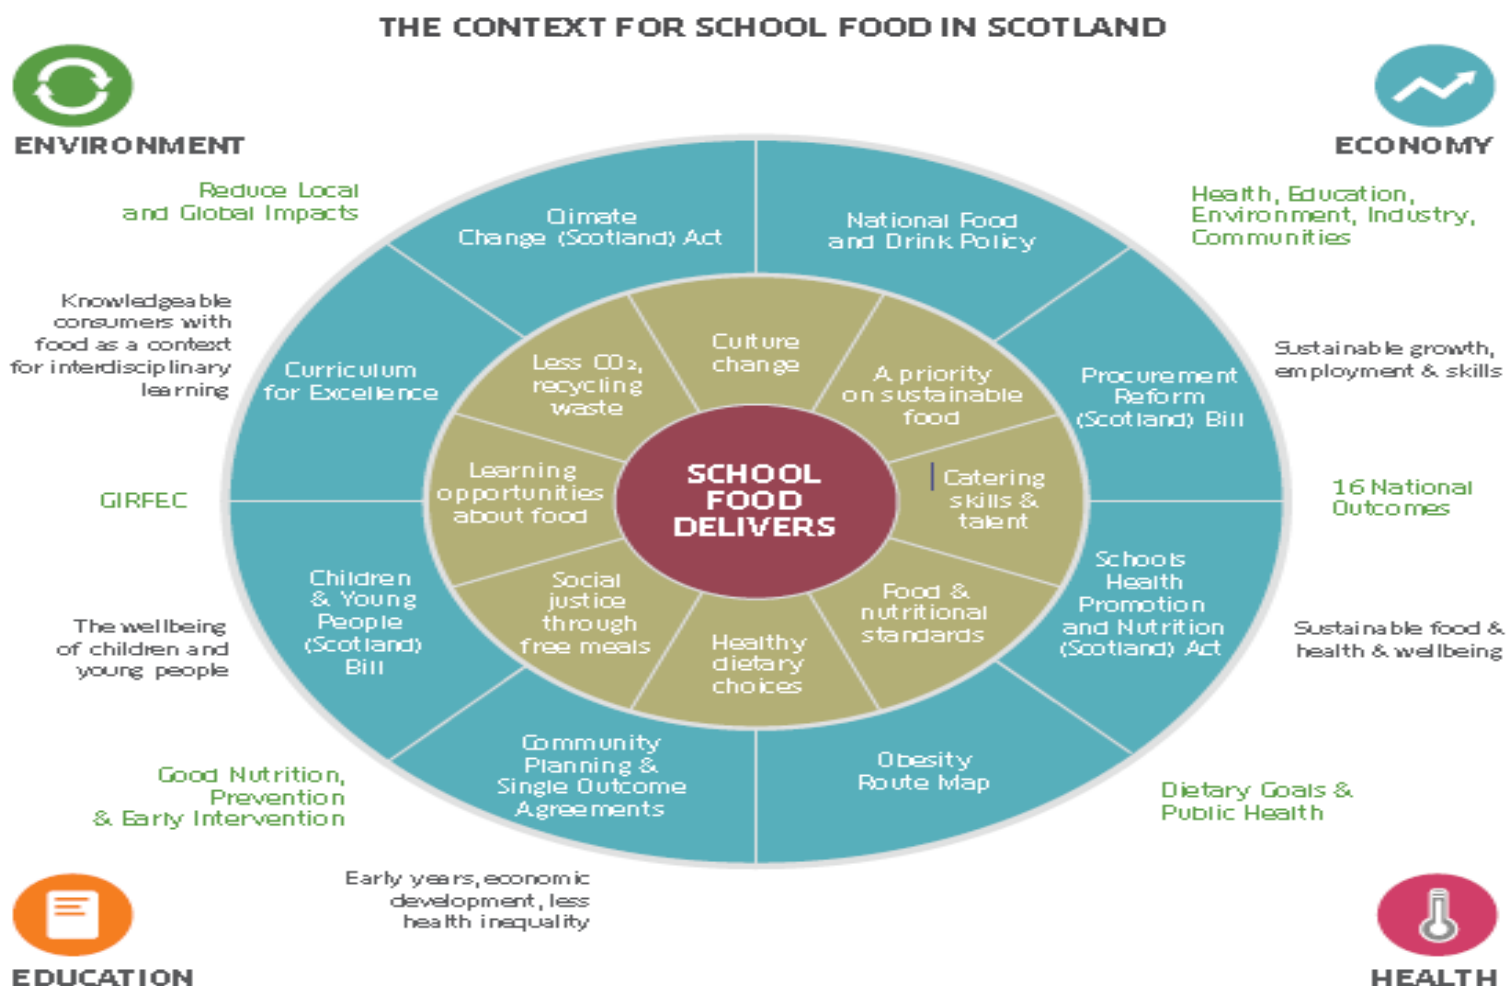 THE CONTEXT FOR SCHOOL FOOD IN SCOTLAND
ENVIRONMENT
ECONOMY
Reduce Local
and Global Impacts
Health, Education,
Environment, Industry,
Communities
Climate
Change (Scotland) Act
National Food
and Drink Policy
Knowledgeable
consumers with
food as a context
for interdisciplinary
learning
Curriculum
for Excellence
Less CO₂,
recycling
waste
Culture
change
A priority
on sustainable
food
Procurement
Reform
(Scotland) Bill
Sustainable growth,
employment & skills
GIRFEC
Learning
opportunities
about food
SCHOOL
FOOD
DELIVERS
Catering
skills &
talent
16 National
Outcomes
Children
& Young
People
(Scotland)
Bill
Social
justice
through
free meals
Healthy
dietary
choices
Food &
nutritional
standards
Schools
Health
Promotion
and Nutrition
(Scotland) Act
The wellbeing
of children and
young people
Sustainable food &
health & wellbeing
Good Nutrition,
Prevention
& Early Intervention
Community
Planning &
Single Outcome
Agreements
Obesity
Route Map
Dietary Goals &
Public Health
Early years, economic
development, less
health inequality
EDUCATION
HEALTH